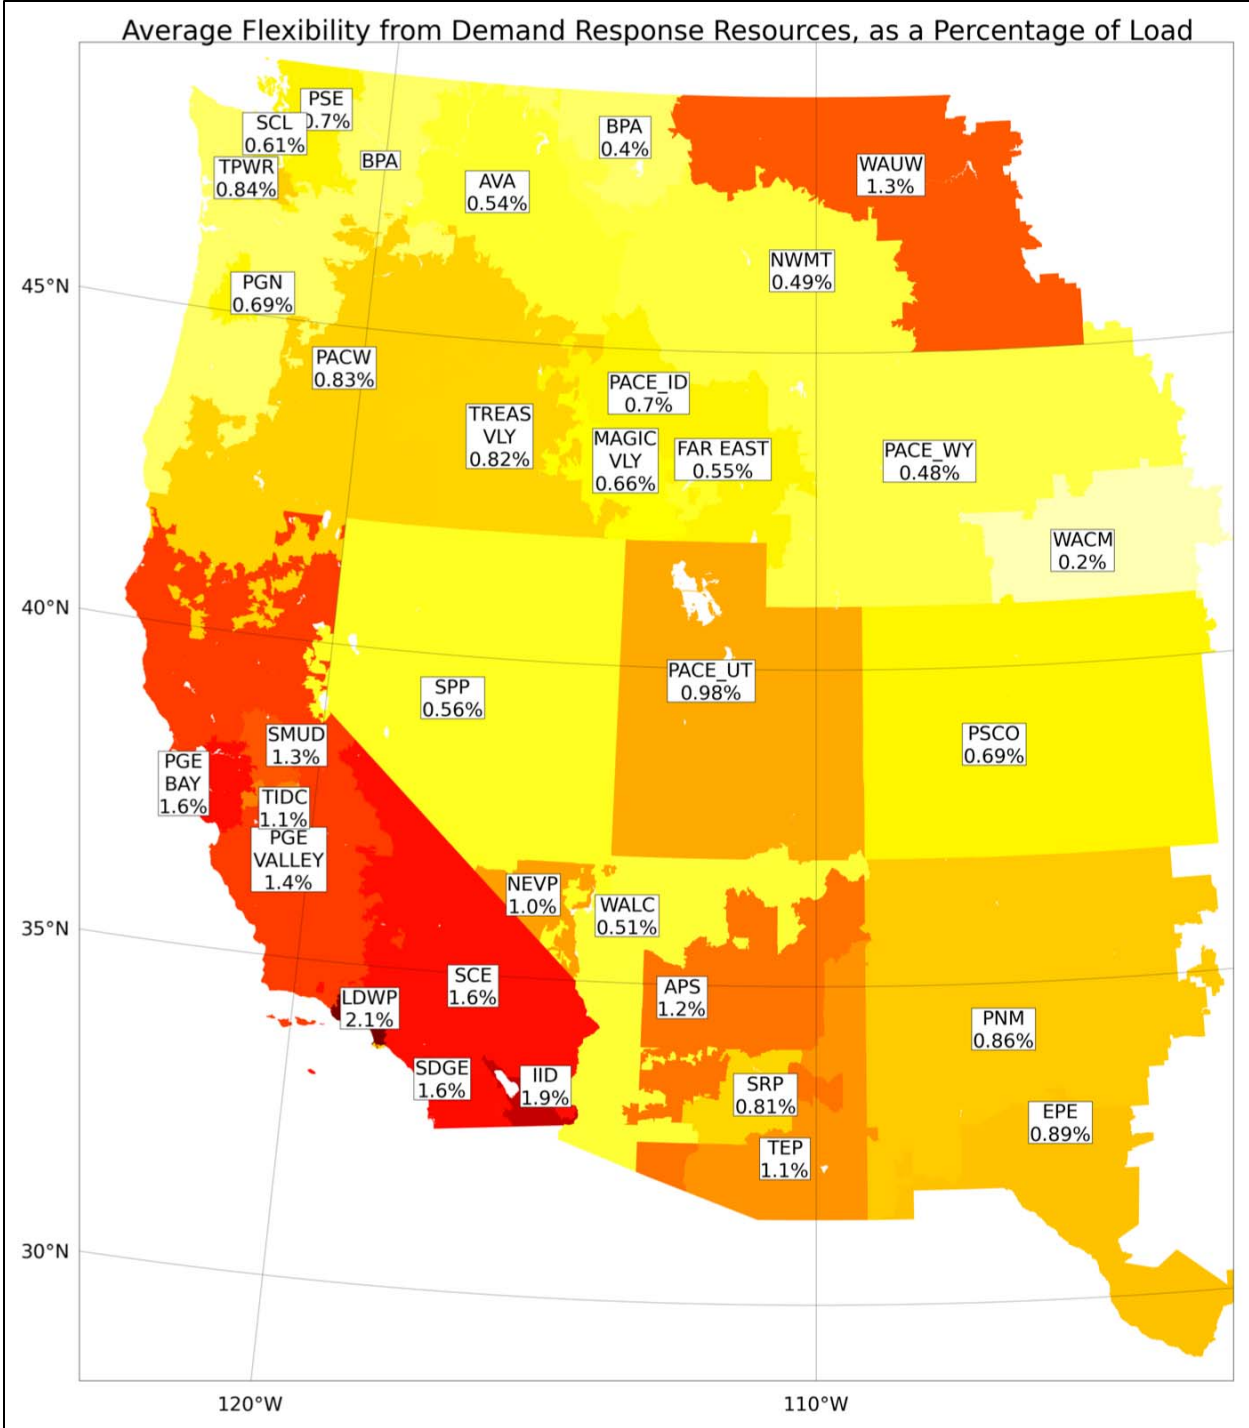 Average Flexibility from Demand Response Resources, as a Percentage of Load
PSE
0.7%
SCL
0.61%
TPWR
0.84%
BPA
BPA
0.4%
AVA
0.54%
WAUW
1.3%
NWMT
0.49%
45°N
PGN
0.69%
PACW
0.83%
PACE_ID
0.7%
TREAS
VLY
0.82%
MAGIC
VLY
0.66%
FAR EAST
0.55%
PACE_WY
0.48%
WACM
0.2%
40°N
SPP
0.56%
PACE_UT
0.98%
PSCO
0.69%
SMUD
1.3%
PGE
BAY
1.6%
TIDC
1.1%
PGE
VALLEY
1.4%
NEVP
1.0%
WALC
0.51%
35°N
SCE
1.6%
LDWP
2.1%
APS
1.2%
PNM
0.86%
SDGE
1.6%
IID
1.9%
SRP
0.81%
EPE
0.89%
TEP
1.1%
30°N
120°W
110°W